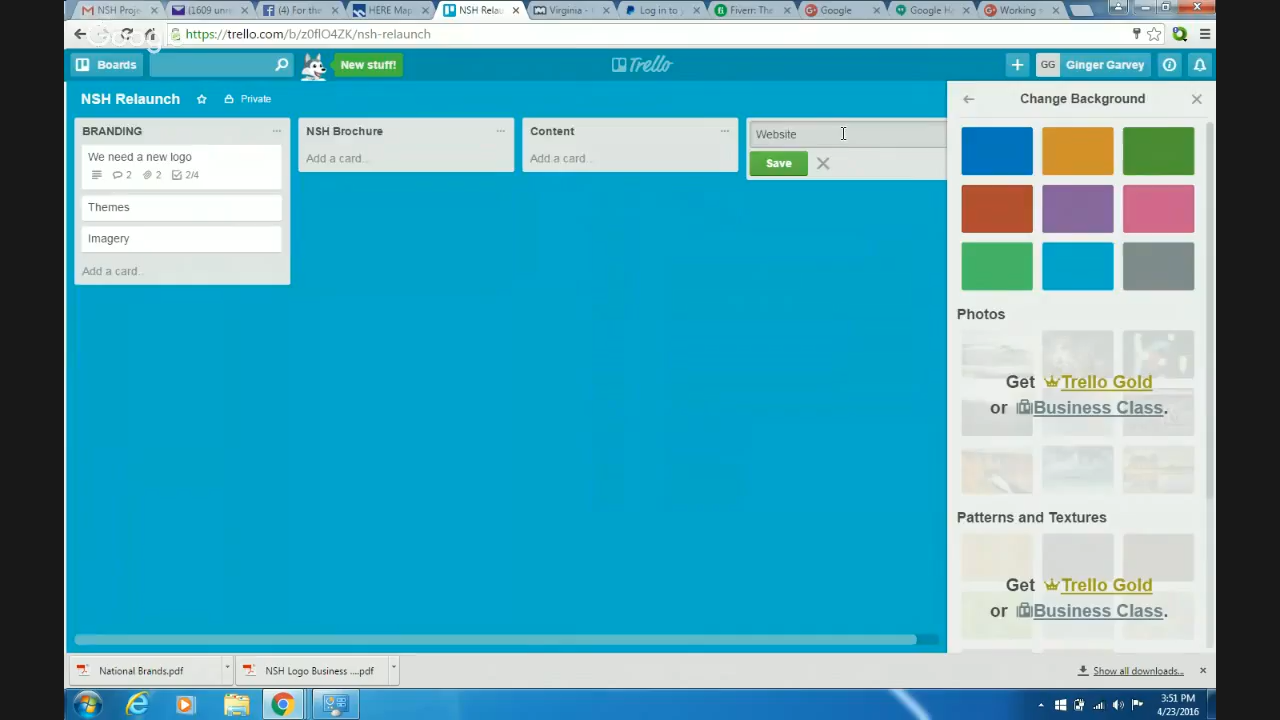 NSH Proje
(1609 unre
(4) For the
HERE Map
NSH Relau
Virginia -
Log in to y
Fiverr: The
Google
Google Ha
Working
https://trello.com/b/z0flO4ZK/nsh-relaunch
Google
Boards
New stuff!
Trello
GG
Ginger Garvey
NSH Relaunch
Private
Change Background
BRANDING
NSH Brochure
Content
Website
We need a new logo
2
2
2/4
Add a card...
Add a card...
Save
Themes
Imagery
Add a card...
Photos
Get Trello Gold
or Business Class.
Patterns and Textures
Get Trello Gold
or Business Class.
National Brands.pdf
NSH Logo Business ....pdf
Show all downloads...
3:51 PM
4/23/2016